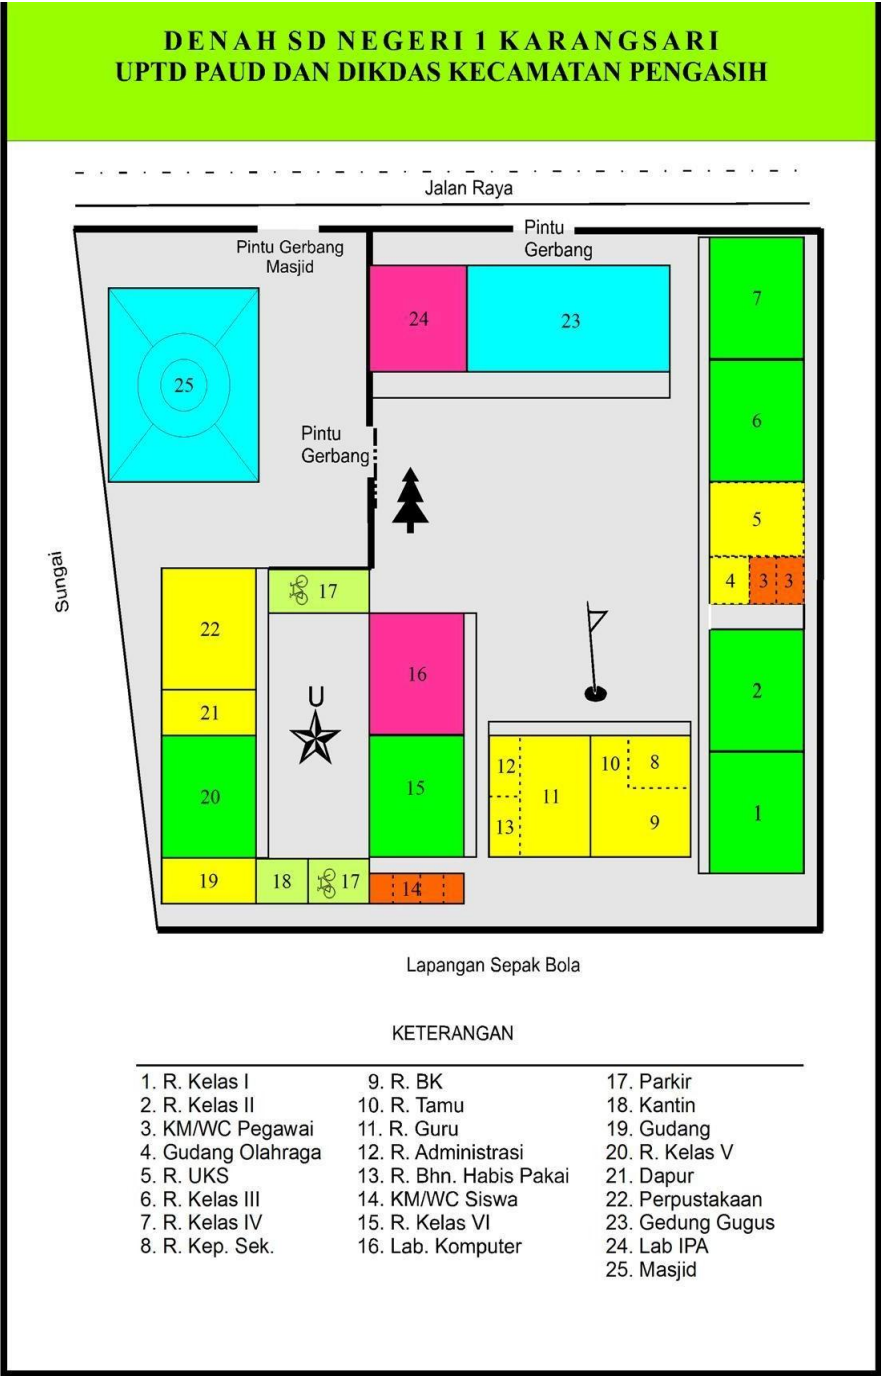 DENAH SD NEGERI 1 KARANGSARI
UPTD PAUD DAN DIKDAS KECAMATAN PENGASIH
Jalan Raya
Pintu Gerbang
Masjid
Pintu
Gerbang
7
24
23
25
6
Pintu
Gerbang
5
4
3
3
Sungai
17
22
16
2
U
21
12
10
8
20
15
11
1
13
9
19
18
17
14
Lapangan Sepak Bola
KETERANGAN
1. R. Kelas I
2. R. Kelas II
3. KM/WC Pegawai
4. Gudang Olahraga
5. R. UKS
6. R. Kelas III
7. R. Kelas IV
8. R. Kep. Sek.
9. R. BK
10. R. Tamu
11. R. Guru
12. R. Administrasi
13. R. Bhn. Habis Pakai
14. KM/WC Siswa
15. R. Kelas VI
16. Lab. Komputer
17. Parkir
18. Kantin
19. Gudang
20. R. Kelas V
21. Dapur
22. Perpustakaan
23. Gedung Gugus
24. Lab IPA
25. Masjid